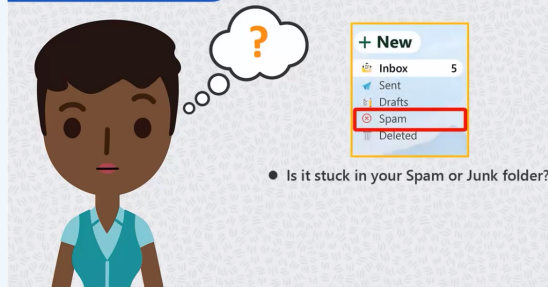 ?
+ New
Inbox 5
Sent
Drafts
Spam
Deleted
● Is it stuck in your Spam or Junk folder?